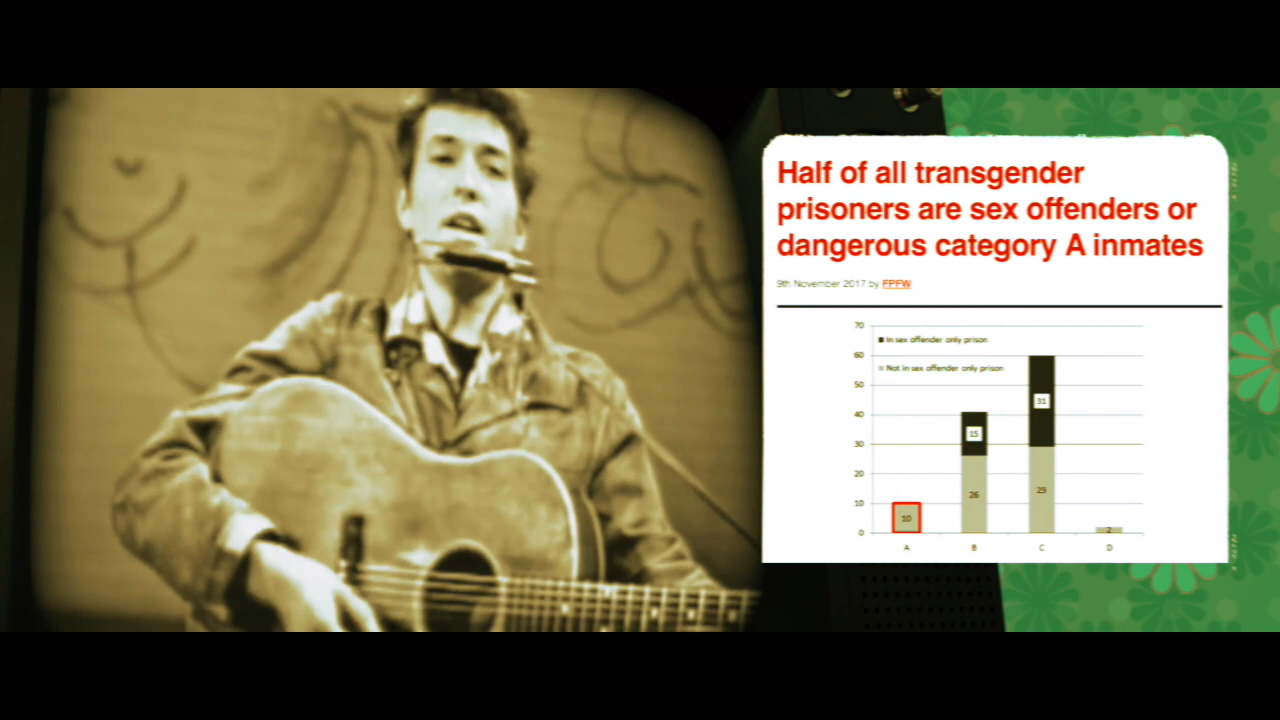 Half of all transgender
prisoners are sex offenders or
dangerous category A inmates
9th November 2017 by FPFW
70
In sex offender only prison
60
Not in sex offender only prison
50
31
40
15
30
26
29
20
10
10
2
0
A B C D